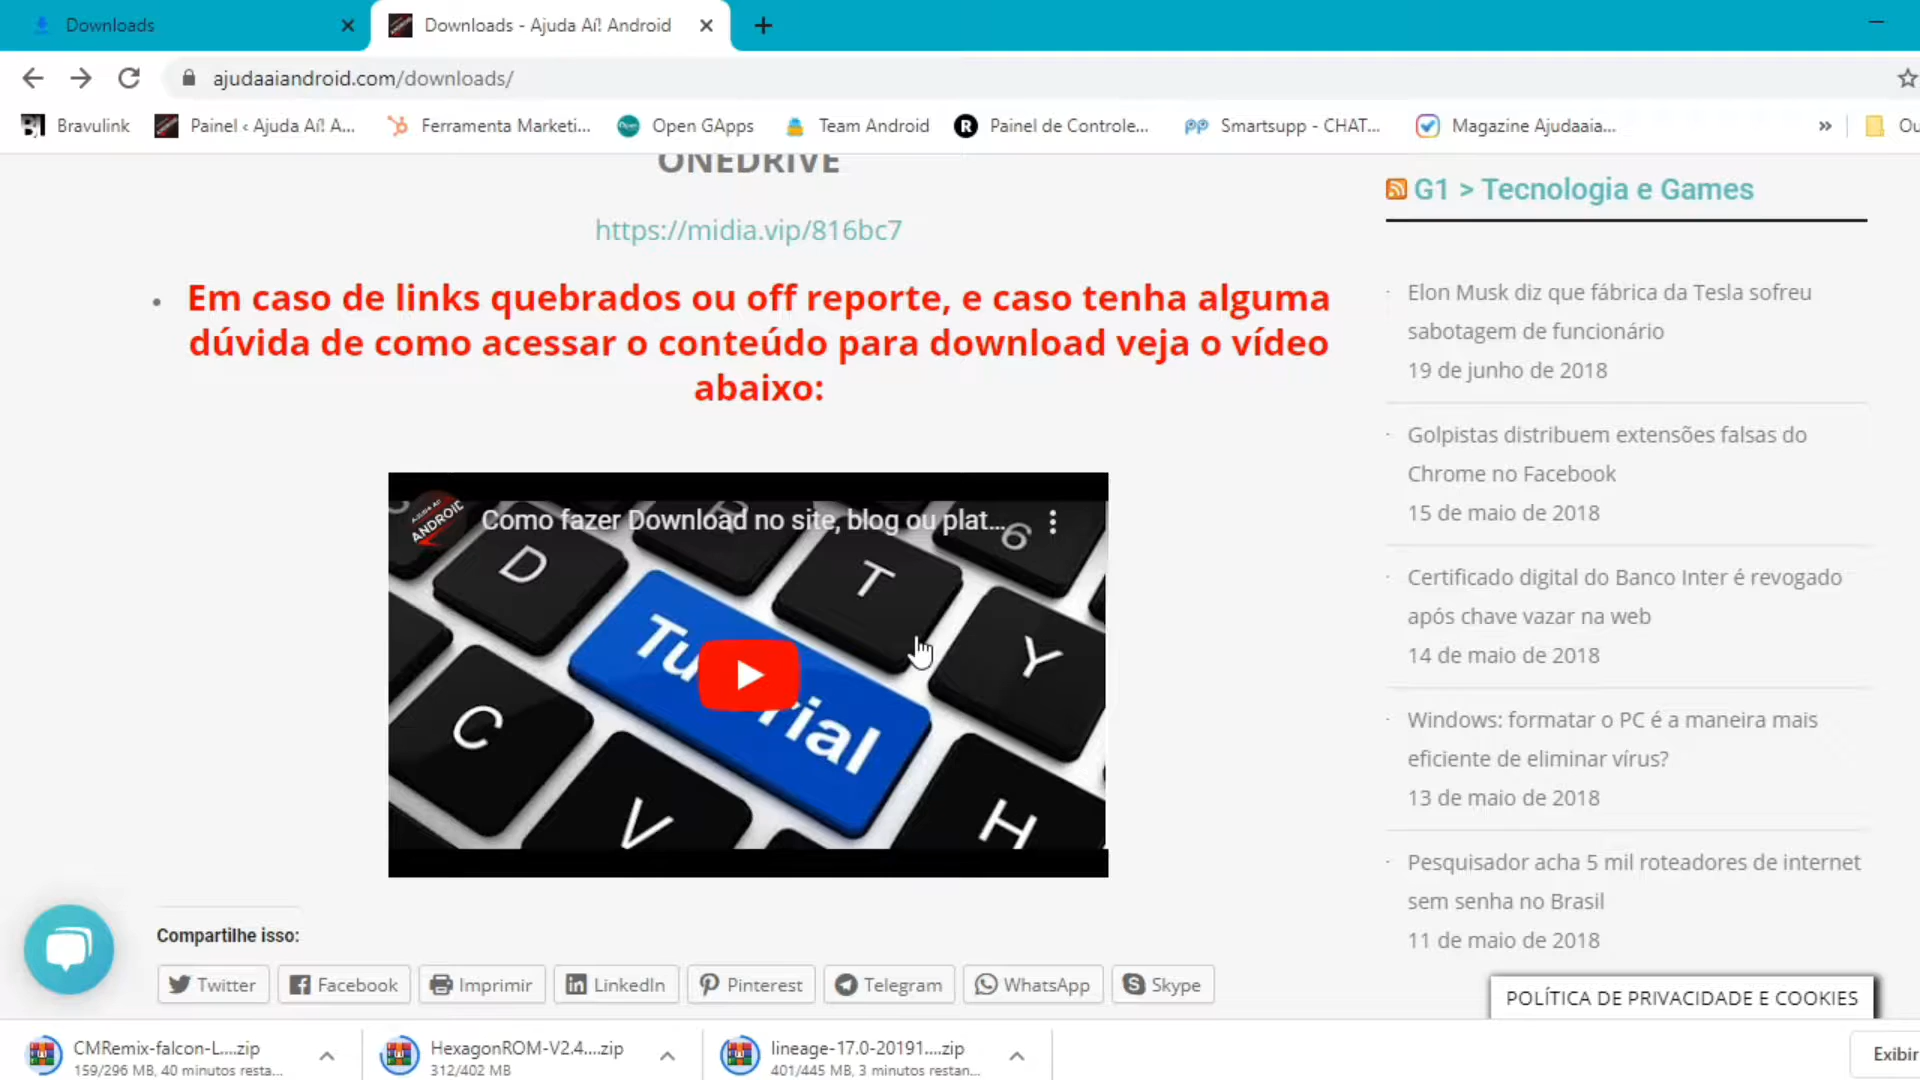 Downloads
Downloads - Ajuda Aí! Android
ajudaaiandroid.com/downloads/
Bravulink
Painel ‹ Ajuda Aí! A...
Ferramenta Marketi...
Open GApps
Team Android
Painel de Controle...
Smartsupp - CHAT...
Magazine Ajudaaia...
»
Ou
ONEDRIVE
https://midia.vip/816bc7
• Em caso de links quebrados ou off reporte, e caso tenha alguma
dúvida de como acessar o conteúdo para download veja o vídeo
abaixo:
AJUDA AÍ!
ANDROID
Como fazer Download no site, blog ou plat...
R
6
D
T
Y
Tutorial
C
V
H
Compartilhe isso:
Twitter
Facebook
Imprimir
LinkedIn
Pinterest
Telegram
WhatsApp
Skype
G1 > Tecnologia e Games
Elon Musk diz que fábrica da Tesla sofreu
sabotagem de funcionário
19 de junho de 2018
Golpistas distribuem extensões falsas do
Chrome no Facebook
15 de maio de 2018
Certificado digital do Banco Inter é revogado
após chave vazar na web
14 de maio de 2018
Windows: formatar o PC é a maneira mais
eficiente de eliminar vírus?
13 de maio de 2018
Pesquisador acha 5 mil roteadores de internet
sem senha no Brasil
11 de maio de 2018
POLÍTICA DE PRIVACIDADE E COOKIES
CMRemix-falcon-L....zip
159/296 MB, 40 minutos resta...
HexagonROM-V2.4....zip
312/402 MB
lineage-17.0-20191....zip
401/445 MB, 3 minutos restan...
Exibir